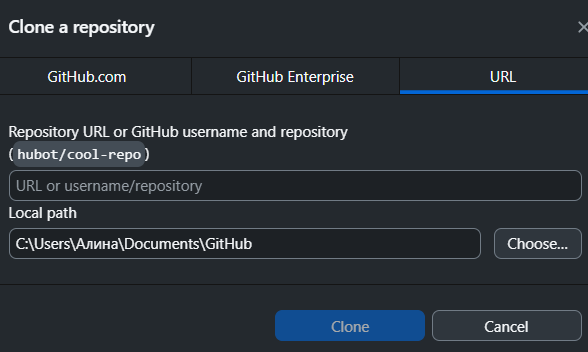 Clone a repository
GitHub.com
GitHub Enterprise
URL
Repository URL or GitHub username and repository
(hubot/cool-repo)
URL or username/repository
Local path
C:\Users\Алина\Documents\GitHub
Choose...
Clone
Cancel